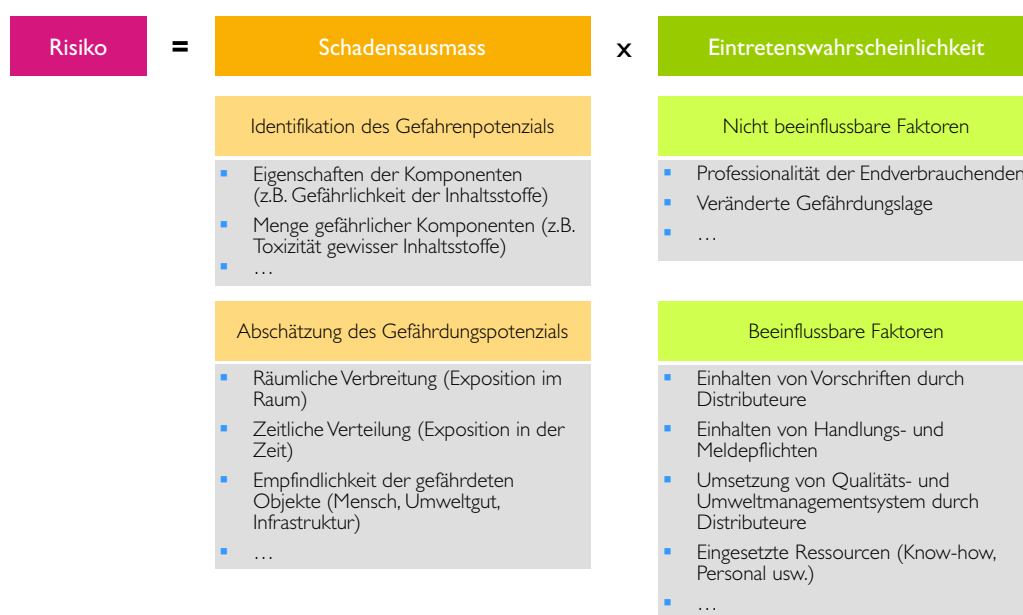 Risiko = Schadensausmass x Eintretenswahrscheinlichkeit
Identifikation des Gefahrenpotenzials
▪ Eigenschaften der Komponenten
(z.B. Gefährlichkeit der Inhaltsstoffe)
▪ Menge gefährlicher Komponenten (z.B.
Toxizität gewisser Inhaltsstoffe)
▪ …
Abschätzung des Gefährdungspotenzials
▪ Räumliche Verbreitung (Exposition im
Raum)
▪ Zeitliche Verteilung (Exposition in der
Zeit)
▪ Empfindlichkeit der gefährdeten
Objekte (Mensch, Umweltgut,
Infrastruktur)
▪ …
Nicht beeinflussbare Faktoren
▪ Professionalität der Endverbrauchenden
▪ Veränderte Gefährdungslage
▪ …
Beeinflussbare Faktoren
▪ Einhalten von Vorschriften durch
Distributeure
▪ Einhalten von Handlungs- und
Meldepflichten
▪ Umsetzung von Qualitäts- und
Umweltmanagementsystem durch
Distributeure
▪ Eingesetzte Ressourcen (Know-how,
Personal usw.)
▪ …